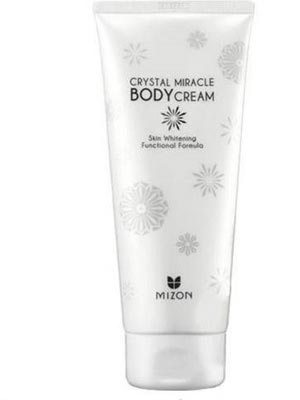 CRYSTAL MIRACLE
BODY CREAM
Skin Whitening
Functional Formula
MIZON